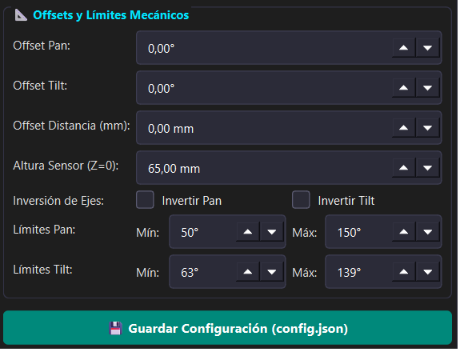 Offsets y Límites Mecánicos
Offset Pan: 0,00°
Offset Tilt: 0,00°
Offset Distancia (mm): 0,00 mm
Altura Sensor (Z=0): 65,00 mm
Inversión de Ejes: Invertir Pan Invertir Tilt
Límites Pan: Mín: 50° Máx: 150°
Límites Tilt: Mín: 63° Máx: 139°
Guardar Configuración (config.json)